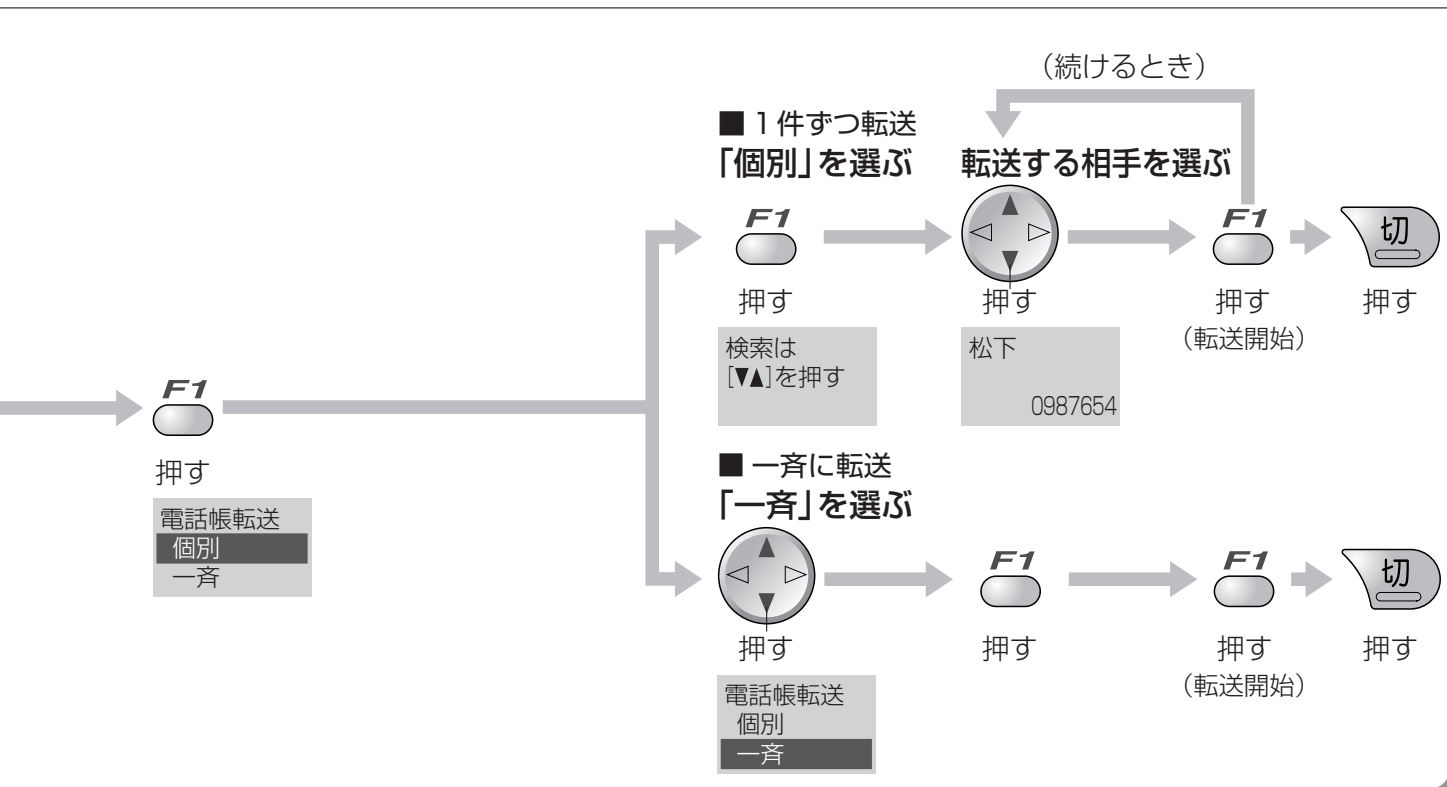 F1
押す
電話帳転送
個別
一斉
■ 1件ずつ転送
「個別」を選ぶ
F1
押す
検索は
[▼▲]を押す
(続けるとき)
転送する相手を選ぶ
押す
松下
0987654
F1
押す
(転送開始)
切
押す
■ 一斉に転送
「一斉」を選ぶ
押す
電話帳転送
個別
一斉
F1
押す
F1
押す
(転送開始)
切
押す